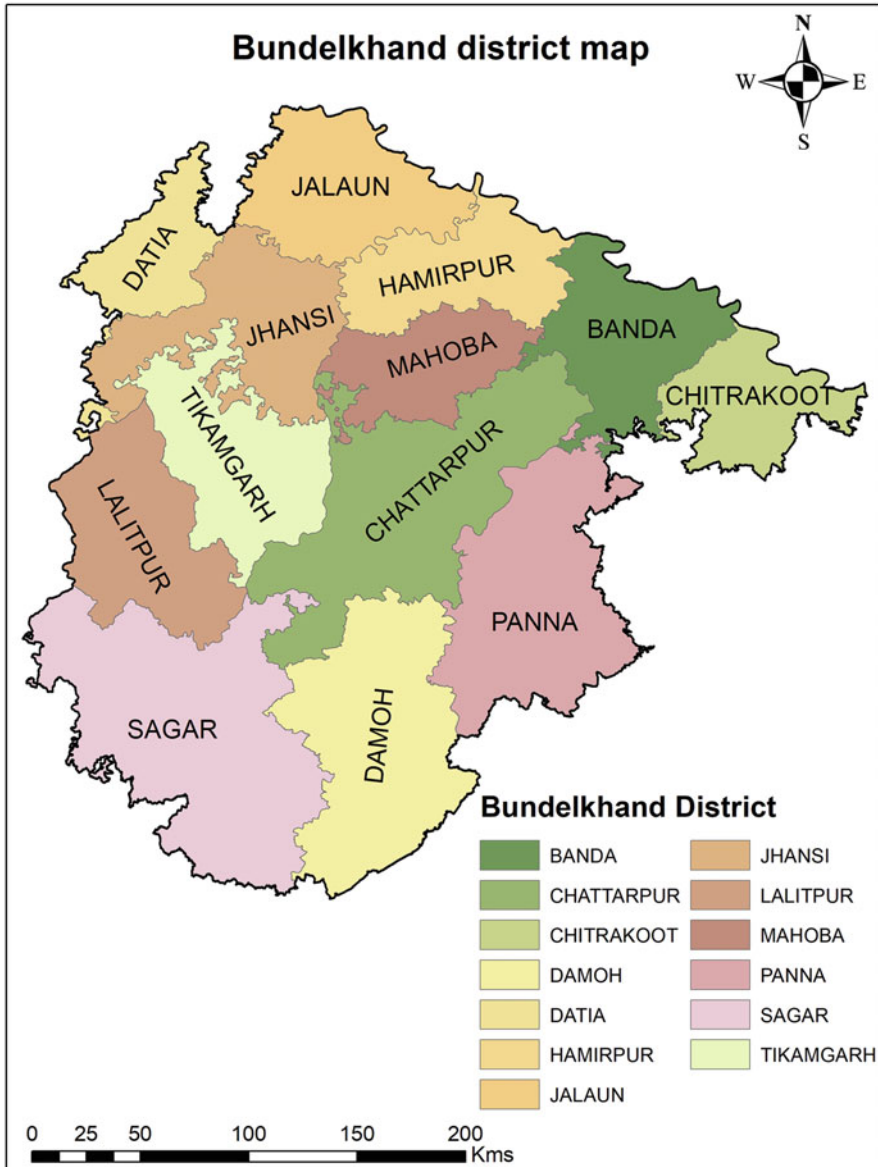 Bundelkhand district map
N
W E
S
JALAUN
DATIA
HAMIRPUR
JHANSI
BANDA
MAHOBA
CHITRAKOOT
TIKAMGARH
CHATTARPUR
LALITPUR
PANNA
SAGAR
DAMOH
Bundelkhand District
BANDA
CHATTARPUR
CHITRAKOOT
DAMOH
DATIA
HAMIRPUR
JALAUN
JHANSI
LALITPUR
MAHOBA
PANNA
SAGAR
TIKAMGARH
0 25 50 100 150 200
Kms